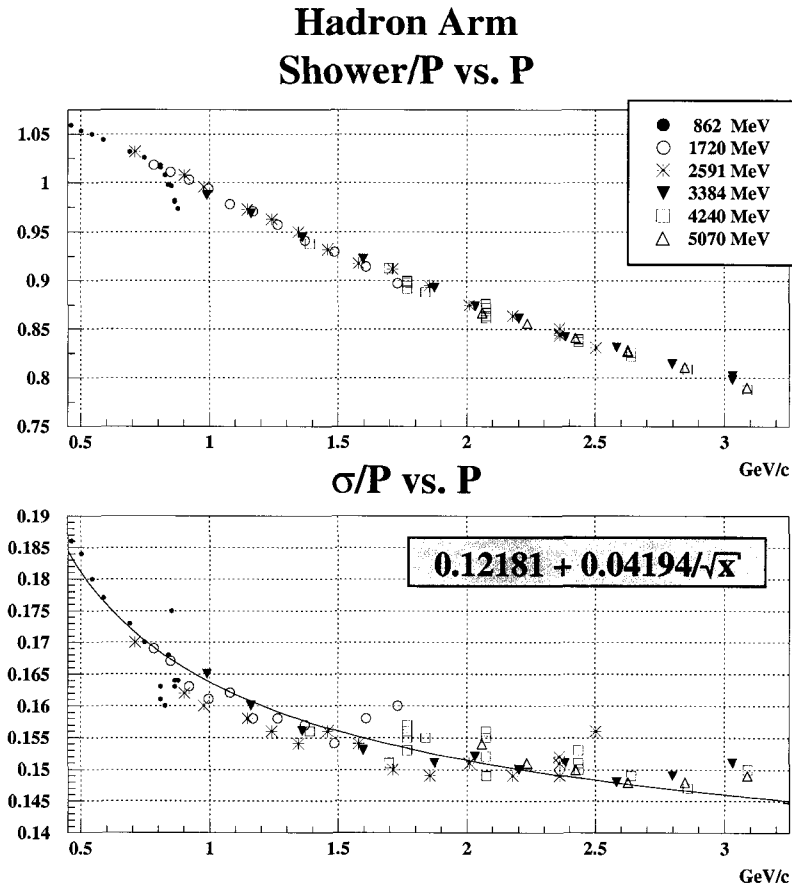 Hadron Arm
Shower/P vs. P
862 MeV
1720 MeV
2591 MeV
3384 MeV
4240 MeV
5070 MeV
1.05
1
0.95
0.9
0.85
0.8
0.75
0.5 1 1.5 2 2.5 3
GeV/c
σ/P vs. P
0.12181 + 0.04194/√x
0.19
0.185
0.18
0.175
0.17
0.165
0.16
0.155
0.15
0.145
0.14
0.5 1 1.5 2 2.5 3
GeV/c